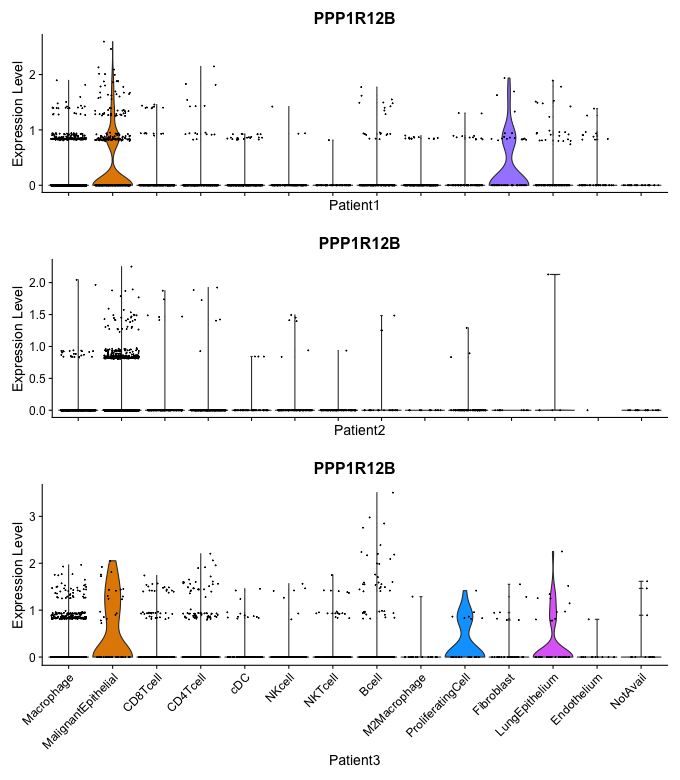 PPP1R12B
Expression Level
2
1
0
Patient1
PPP1R12B
Expression Level
2.0
1.5
1.0
0.5
0.0
Patient2
PPP1R12B
Expression Level
3
2
1
0
Macrophage
MalignantEpithelial
CD8Tcell
CD4Tcell
cDC
NKcell
NKTcell
Bcell
M2Macrophage
ProliferatingCell
Fibroblast
LungEpithelium
Endothelium
NotAvail
Patient3